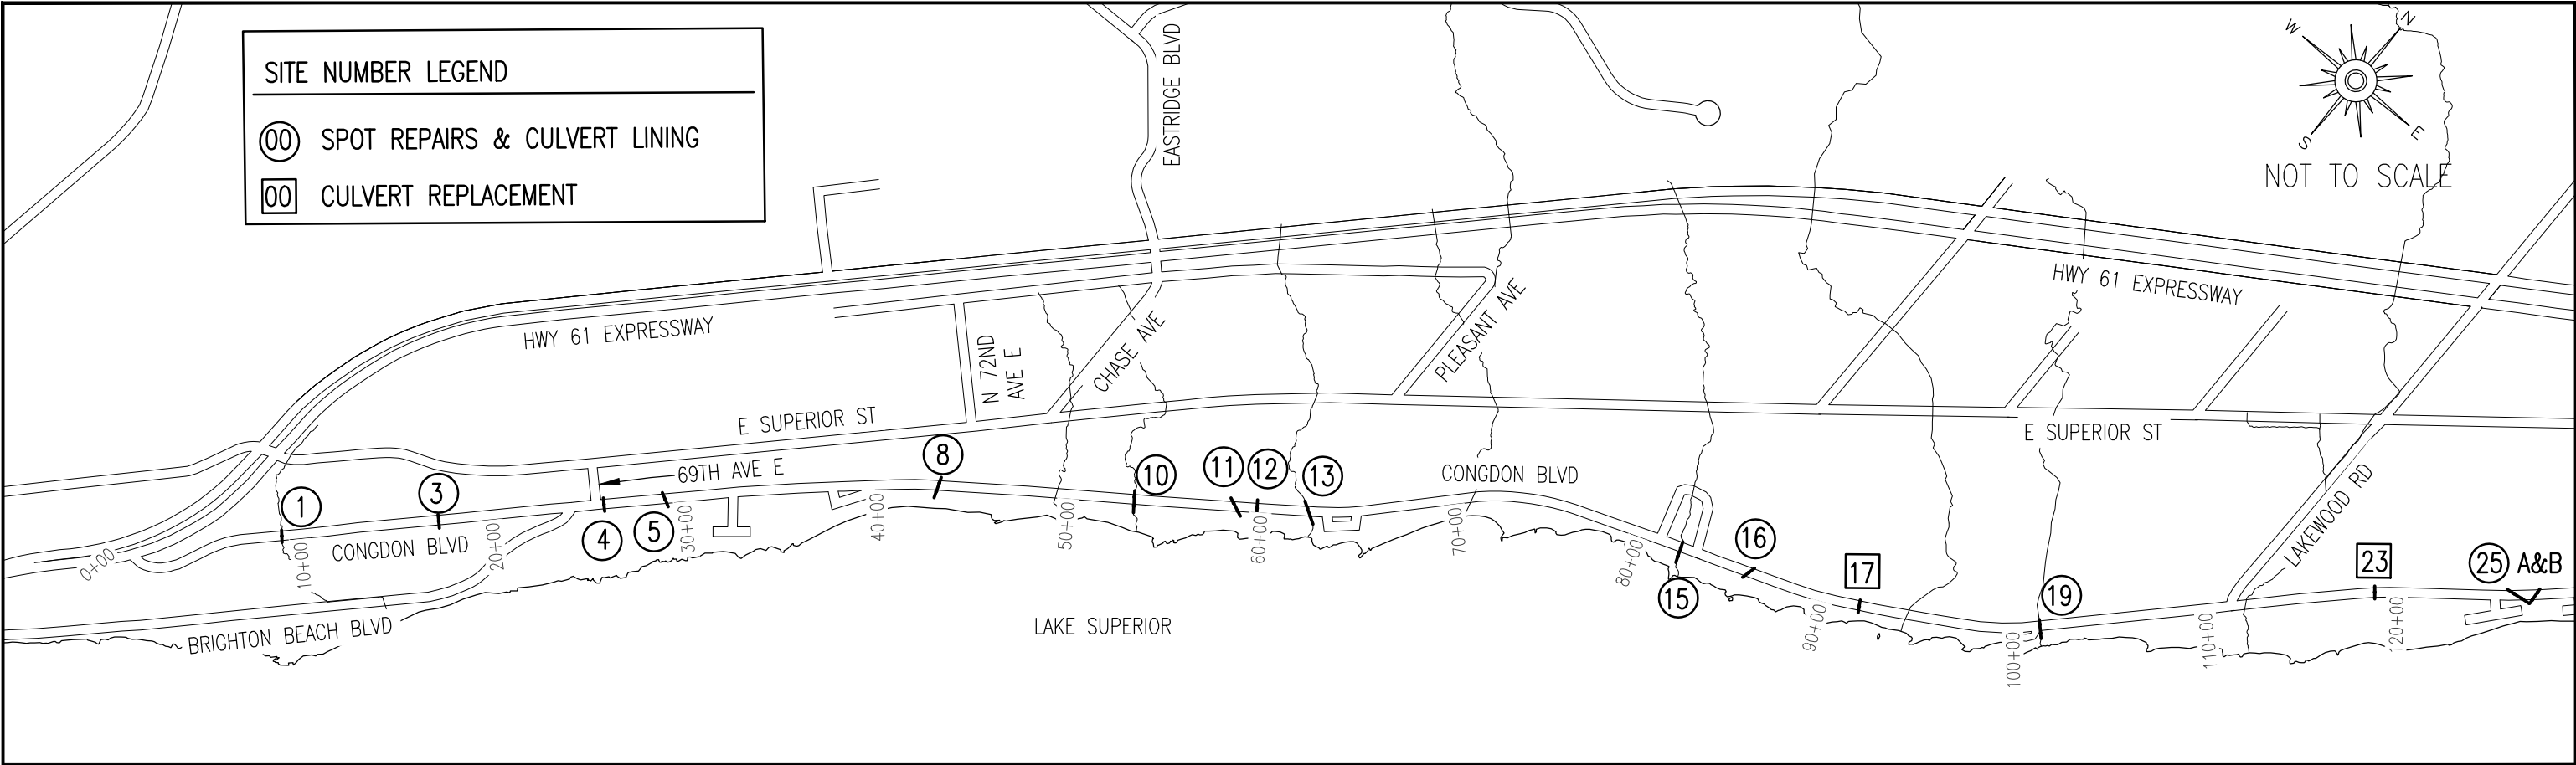 SITE NUMBER LEGEND
00 SPOT REPAIRS & CULVERT LINING
00 CULVERT REPLACEMENT
EASTRIDGE BLVD
W
N
S
E
NOT TO SCALE
HWY 61 EXPRESSWAY
HWY 61 EXPRESSWAY
N 72ND
AVE E
CHASE AVE
PLEASANT AVE
E SUPERIOR ST
E SUPERIOR ST
69TH AVE E
CONGDON BLVD
CONGDON BLVD
LAKEWOOD RD
1
3
4
5
8
10
11
12
13
15
16
17
19
23
25 A&B
0+00
10+00
20+00
30+00
40+00
50+00
60+00
70+00
80+00
90+00
100+00
110+00
120+00
BRIGHTON BEACH BLVD
LAKE SUPERIOR